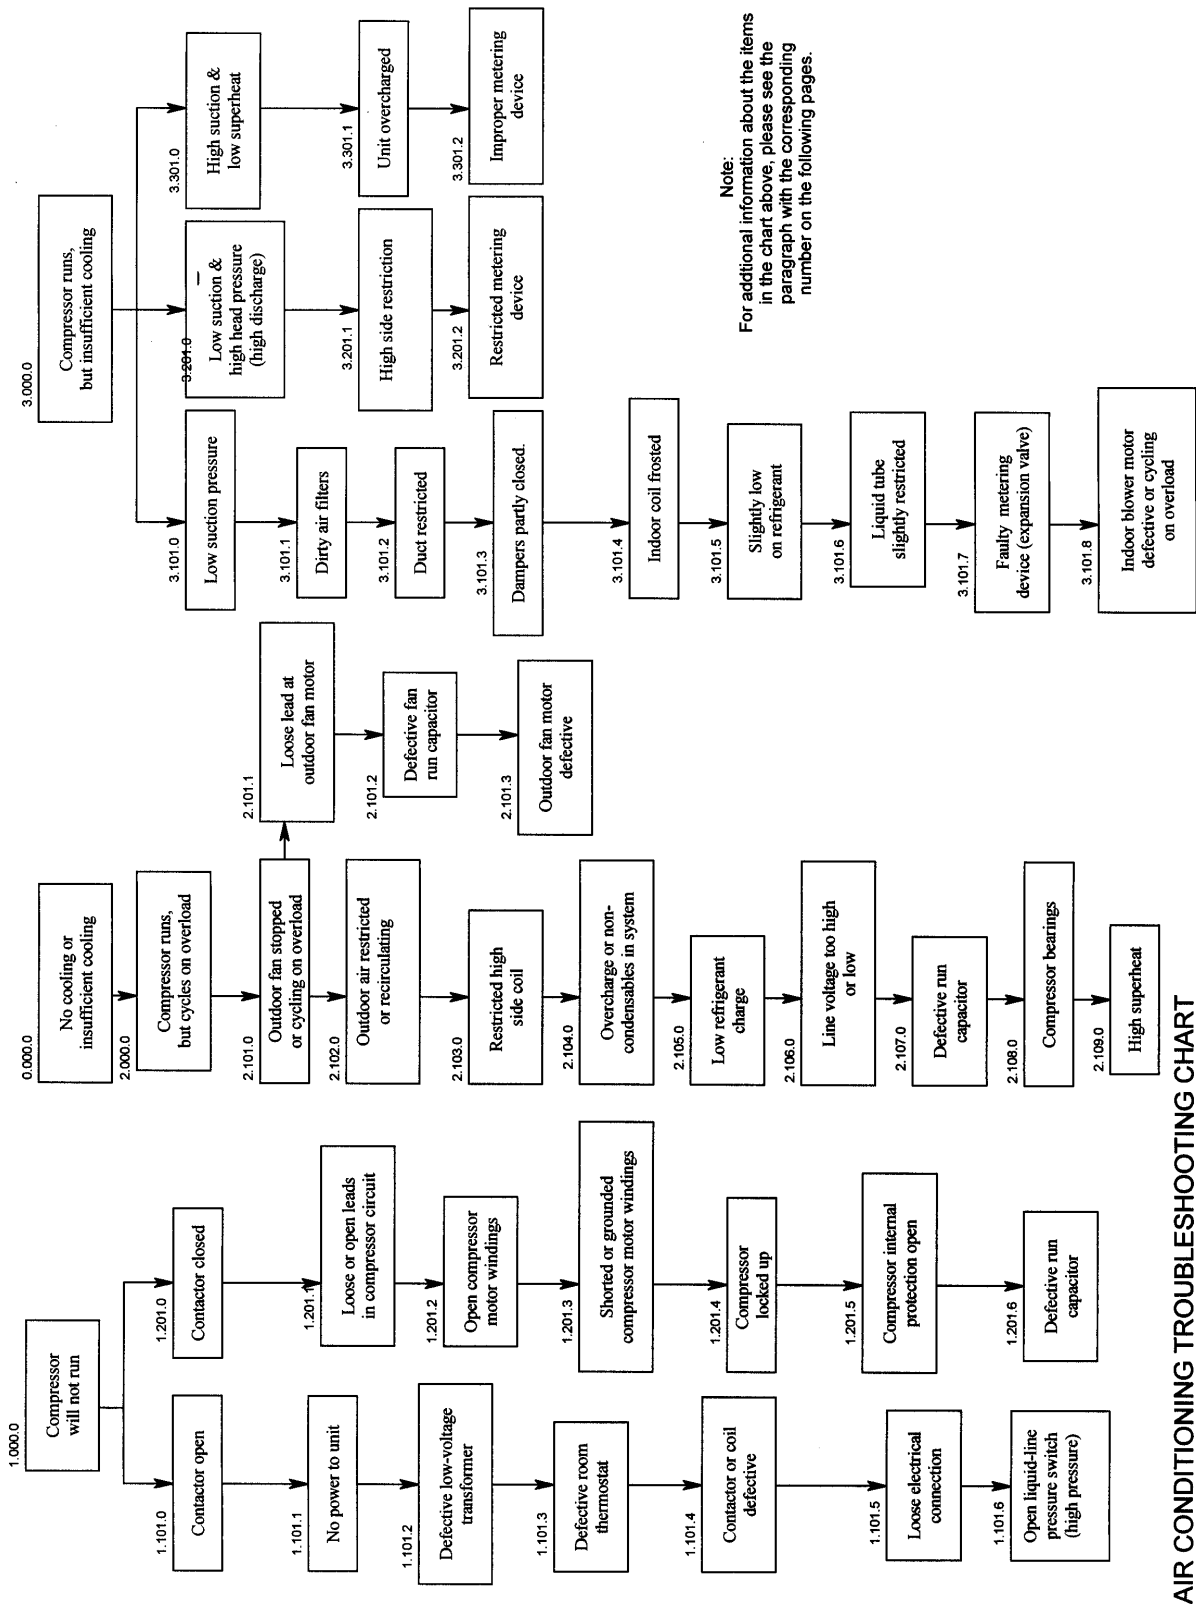 1.000.0
Compressor
will not run
1.101.0
Contactor open
1.101.1
No power to unit
1.101.2
Defective low-voltage
transformer
1.101.3
Defective room
thermostat
1.101.4
Contactor or coil
defective
1.101.5
Loose electrical
connection
1.101.6
Open liquid-line
pressure switch
(high pressure)
1.201.0
Contactor closed
1.201.1
Loose or open leads
in compressor circuit
1.201.2
Open compressor
motor windings
1.201.3
Shorted or grounded
compressor motor windings
1.201.4
Compressor
locked up
1.201.5
Compressor internal
protection open
1.201.6
Defective run
capacitor
0.000.0
No cooling or
insufficient cooling
2.000.0
Compressor runs,
but cycles on overload
2.101.0
Outdoor fan stopped
or cycling on overload
2.102.0
Outdoor air restricted
or recirculating
2.103.0
Restricted high
side coil
2.104.0
Overcharge or non-
condensables in system
2.105.0
Low refrigerant
charge
2.106.0
Line voltage too high
or low
2.107.0
Defective run
capacitor
2.108.0
Compressor bearings
2.109.0
High superheat
2.101.1
Loose lead at
outdoor fan motor
2.101.2
Defective fan
run capacitor
2.101.3
Outdoor fan motor
defective
3.000.0
Compressor runs,
but insufficient cooling
3.101.0
Low suction pressure
3.101.1
Dirty air filters
3.101.2
Duct restricted
3.101.3
Dampers partly closed.
3.101.4
Indoor coil frosted
3.101.5
Slightly low
on refrigerant
3.101.6
Liquid tube
slightly restricted
3.101.7
Faulty metering
device (expansion valve)
3.101.8
Indoor blower motor
defective or cycling
on overload
3.201.0
Low suction &
high head pressure
(high discharge)
3.201.1
High side restriction
3.201.2
Restricted metering
device
3.301.0
High suction &
low superheat
3.301.1
Unit overcharged
3.301.2
Improper metering
device
Note:
For addtional information about the items
in the chart above, please see the
paragraph with the corresponding
number on the following pages.
AIR CONDITIONING TROUBLESHOOTING CHART